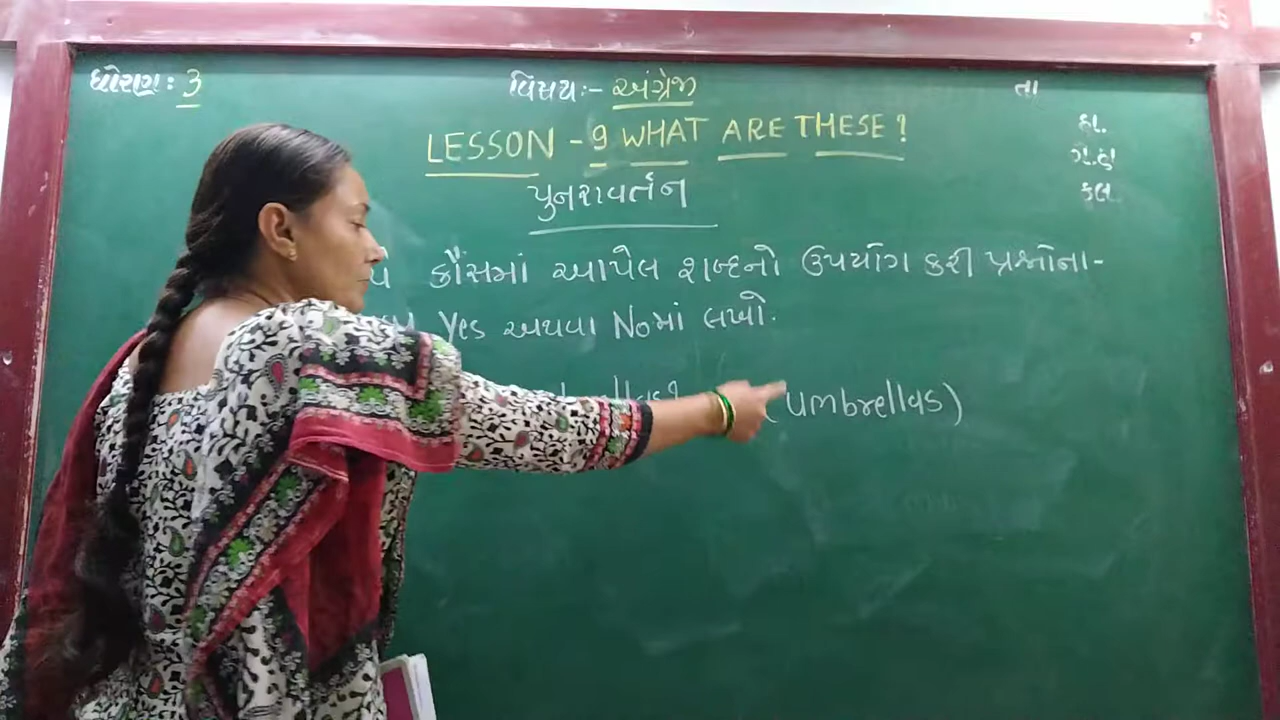 ધોરણ: 3 વિષય:- અંગ્રેજી તા
LESSON - 9 WHAT ARE THESE?
હા.
ગે.હા
કુલ
પુનરાવર્તન
કૌંસમાં આપેલ શબ્દનો ઉપયોગ કરી પ્રશ્નોના-
Yes અથવા Noમાં લખો.
(umbrellas)